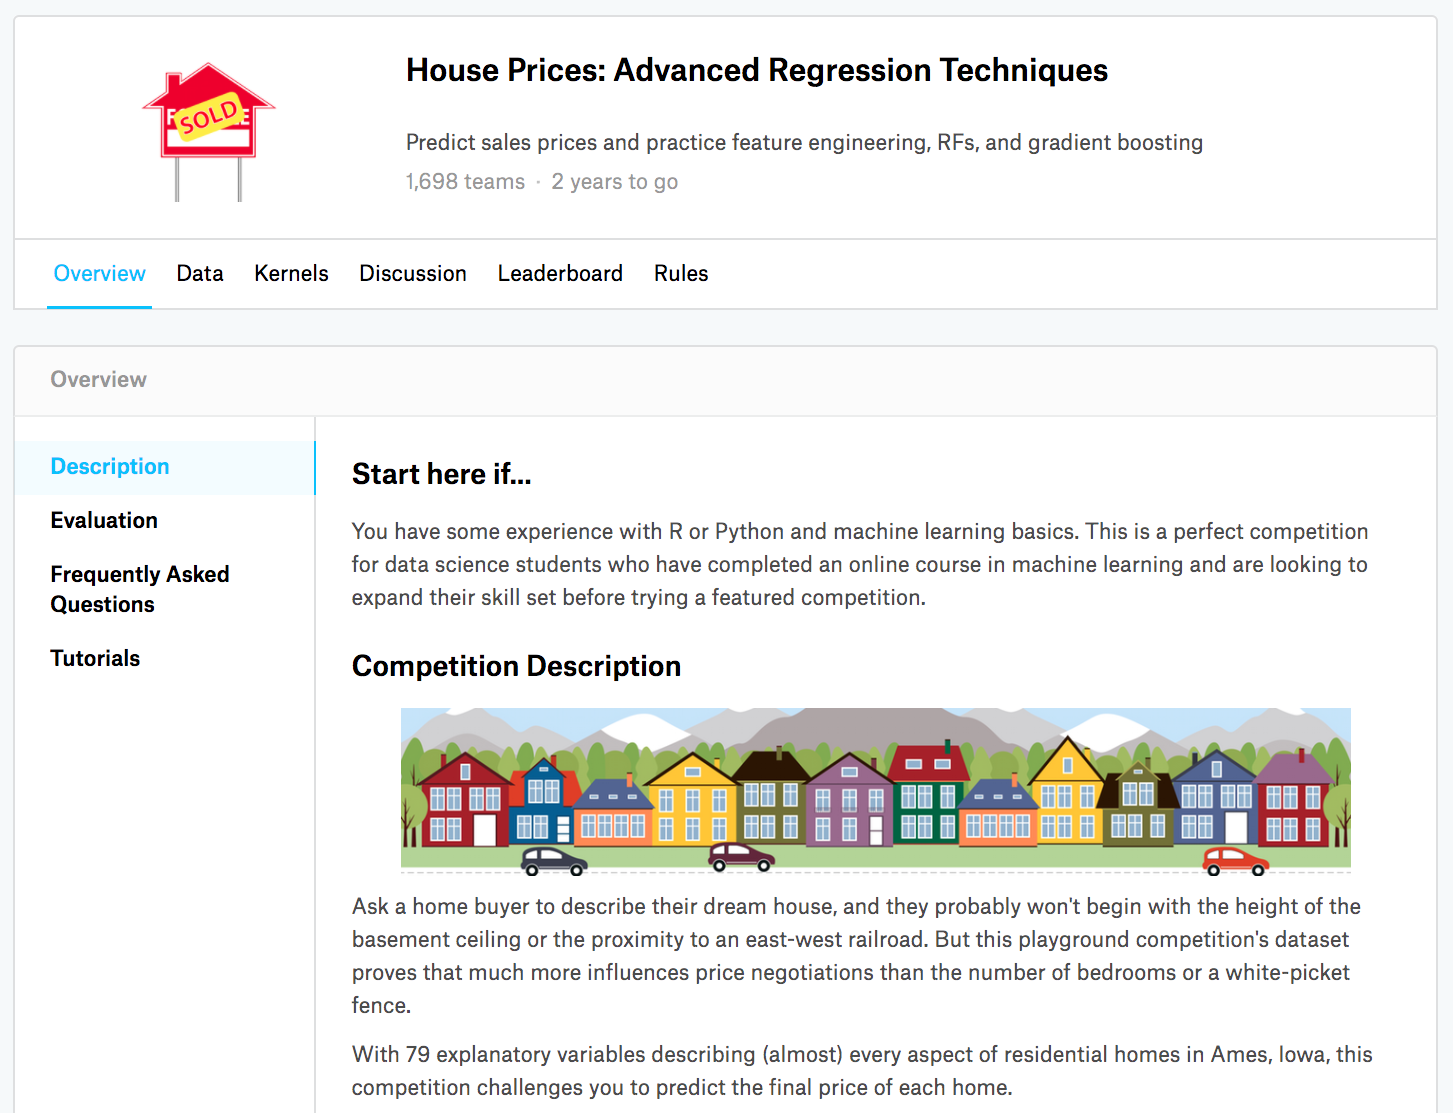 SOLD
House Prices: Advanced Regression Techniques
Predict sales prices and practice feature engineering, RFs, and gradient boosting
1,698 teams · 2 years to go
Overview Data Kernels Discussion Leaderboard Rules
Overview
Description
Evaluation
Frequently Asked
Questions
Tutorials
Start here if...
You have some experience with R or Python and machine learning basics. This is a perfect competition
for data science students who have completed an online course in machine learning and are looking to
expand their skill set before trying a featured competition.
Competition Description
Ask a home buyer to describe their dream house, and they probably won't begin with the height of the
basement ceiling or the proximity to an east-west railroad. But this playground competition's dataset
proves that much more influences price negotiations than the number of bedrooms or a white-picket
fence.
With 79 explanatory variables describing (almost) every aspect of residential homes in Ames, Iowa, this
competition challenges you to predict the final price of each home.